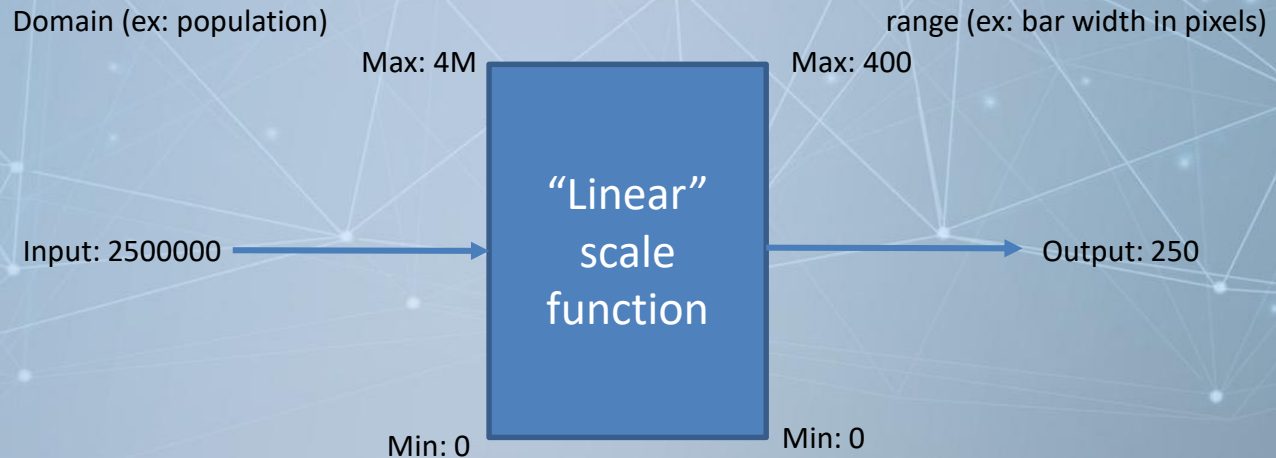 Domain (ex: population)
range (ex: bar width in pixels)
Max: 4M
Max: 400
“Linear”
scale
function
Input: 2500000
Output: 250
Min: 0
Min: 0